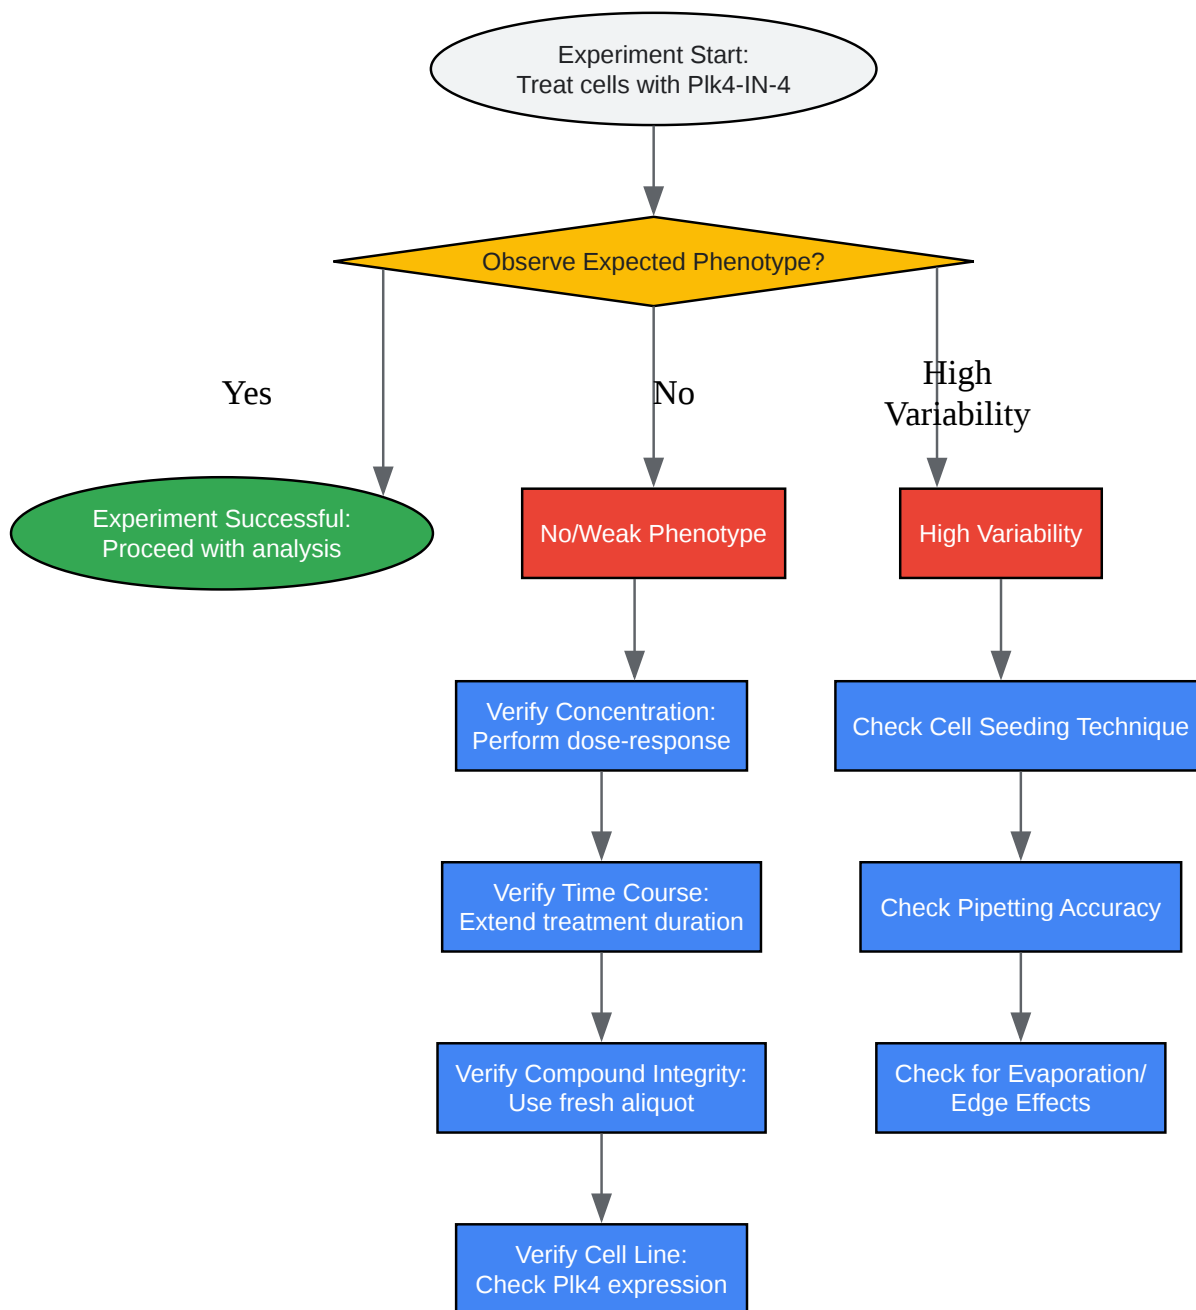 Experiment Start:
Treat cells with Plk4-IN-4
Observe Expected Phenotype?
Yes
No
High
Variability
Experiment Successful:
Proceed with analysis
No/Weak Phenotype
High Variability
Verify Concentration:
Perform dose-response
Check Cell Seeding Technique
Verify Time Course:
Extend treatment duration
Check Pipetting Accuracy
Verify Compound Integrity:
Use fresh aliquot
Check for Evaporation/
Edge Effects
Verify Cell Line:
Check Plk4 expression